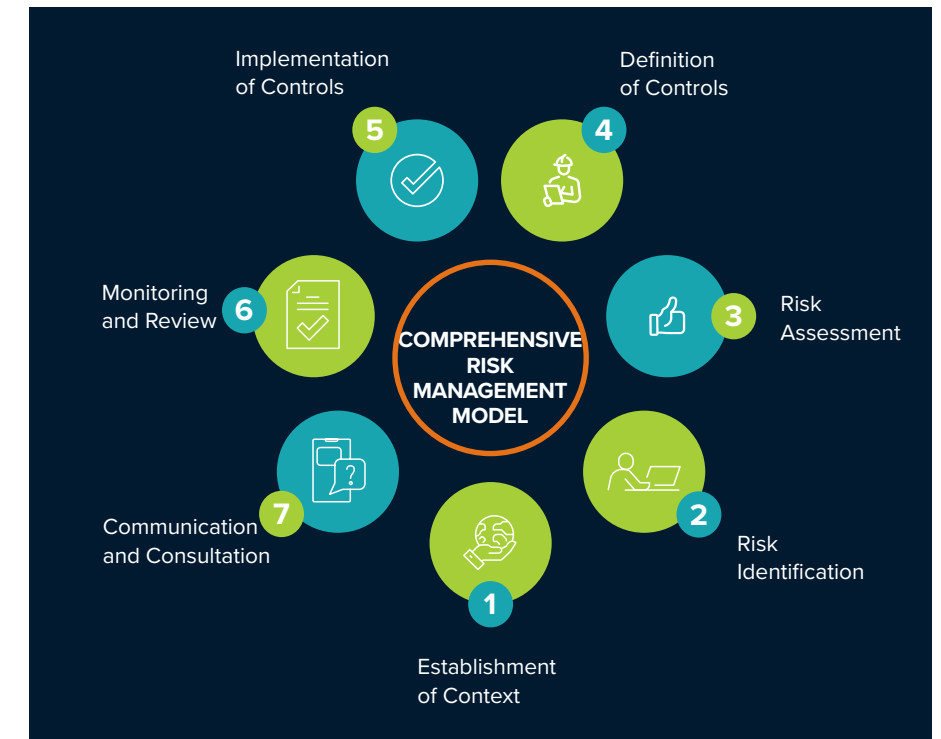 COMPREHENSIVE
RISK
MANAGEMENT
MODEL
1
Establishment
of Context
2
Risk
Identification
3
Risk
Assessment
4
Definition
of Controls
5
Implementation
of Controls
6
Monitoring
and Review
7
Communication
and Consultation
?